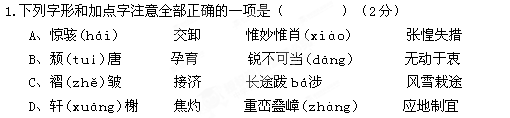 1.下列字形和加点字注意全部正确的一项是（ ）（2分）
A、惊骇(hái) 交卸 惟妙惟肖(xiào) 张惶失措
B、颓(tuí)唐 孕育 锐不可当(dāng) 无动于衷
C、褶(zhě)皱 接济 长途跋bá涉 风雪栽途
D、轩(xuāng)榭 焦灼 重峦叠嶂(zhàng) 应地制宜